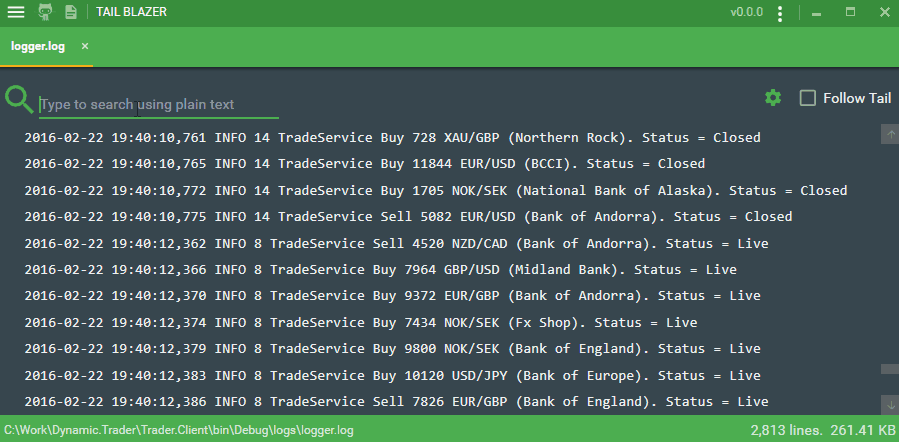 TAIL BLAZER
v0.0.0
logger.log
Type to search using plain text
Follow Tail
2016-02-22 19:40:10,761 INFO 14 TradeService Buy 728 XAU/GBP (Northern Rock). Status = Closed
2016-02-22 19:40:10,765 INFO 14 TradeService Buy 11844 EUR/USD (BCCI). Status = Closed
2016-02-22 19:40:10,772 INFO 14 TradeService Buy 1705 NOK/SEK (National Bank of Alaska). Status = Closed
2016-02-22 19:40:10,775 INFO 14 TradeService Sell 5082 EUR/USD (Bank of Andorra). Status = Closed
2016-02-22 19:40:12,362 INFO 8 TradeService Sell 4520 NZD/CAD (Bank of Andorra). Status = Live
2016-02-22 19:40:12,366 INFO 8 TradeService Buy 7964 GBP/USD (Midland Bank). Status = Live
2016-02-22 19:40:12,370 INFO 8 TradeService Buy 9372 EUR/GBP (Bank of Andorra). Status = Live
2016-02-22 19:40:12,374 INFO 8 TradeService Buy 7434 NOK/SEK (Fx Shop). Status = Live
2016-02-22 19:40:12,379 INFO 8 TradeService Buy 9800 NOK/SEK (Bank of England). Status = Live
2016-02-22 19:40:12,383 INFO 8 TradeService Buy 10120 USD/JPY (Bank of Europe). Status = Live
2016-02-22 19:40:12,386 INFO 8 TradeService Sell 7826 EUR/GBP (Bank of England). Status = Live
C:\Work\Dynamic.Trader\Trader.Client\bin\Debug\logs\logger.log
2,813 lines. 261.41 KB